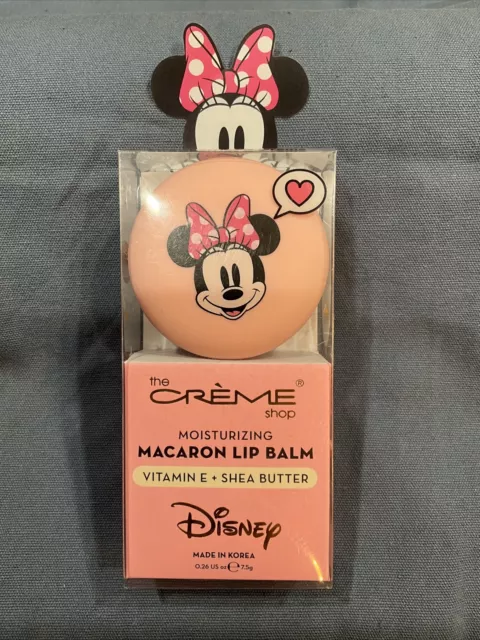 the
CRÈME®
shop
MOISTURIZING
MACARON LIP BALM
VITAMIN E + SHEA BUTTER
Disney
MADE IN KOREA
0.26 US oz ℮ 7.5g